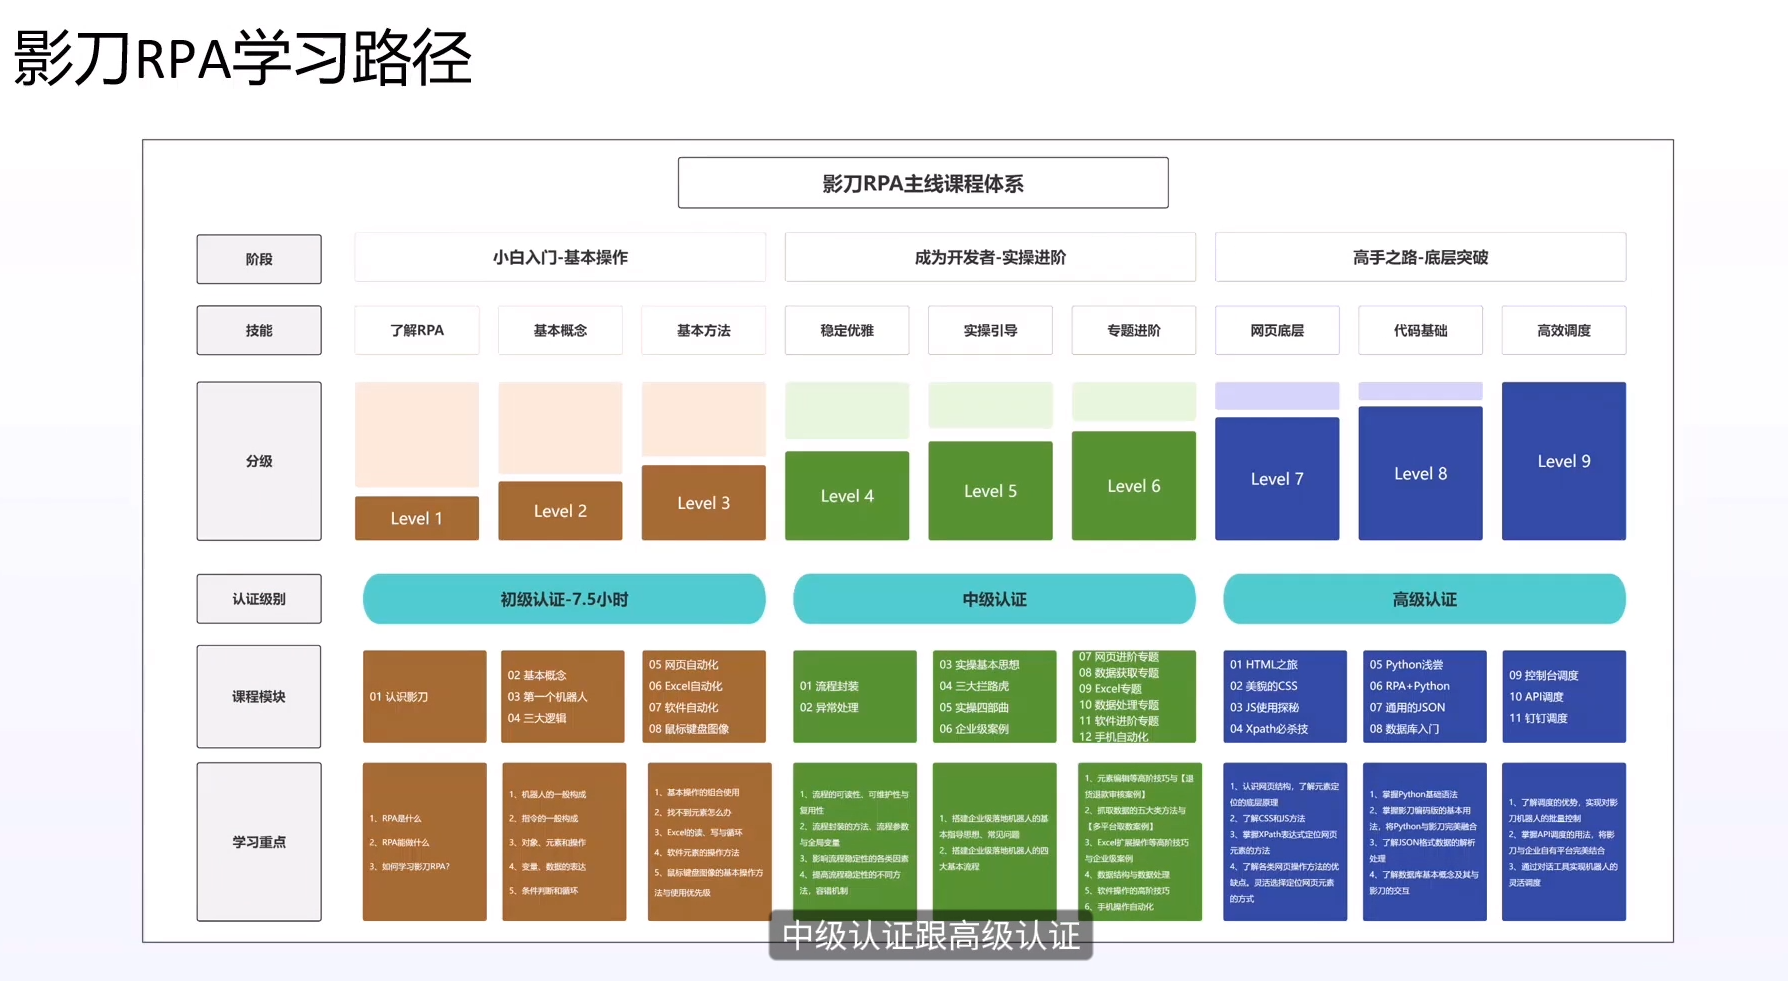 影刀RPA学习路径
影刀RPA主线课程体系
阶段
小白入门-基本操作
成为开发者-实操进阶
高手之路-底层突破
技能
了解RPA
基本概念
基本方法
稳定优雅
实操引导
专题进阶
网页底层
代码基础
高效调度
分级
Level 1
Level 2
Level 3
Level 4
Level 5
Level 6
Level 7
Level 8
Level 9
认证级别
初级认证-7.5小时
中级认证
高级认证
课程模块
01 认识影刀
02 基本概念
03 第一个机器人
04 三大逻辑
05 网页自动化
06 Excel自动化
07 软件自动化
08 鼠标键盘图像
01 流程封装
02 异常处理
03 实操基本思想
04 三大拦路虎
05 实操四部曲
06 企业级案例
07 网页进阶专题
08 数据获取专题
09 Excel专题
10 数据处理专题
11 软件进阶专题
12 手机自动化
01 HTML之旅
02 美貌的CSS
03 JS使用探秘
04 Xpath必杀技
05 Python浅尝
06 RPA+Python
07 通用的JSON
08 数据库入门
09 控制台调度
10 API调度
11 钉钉调度
学习重点
1、RPA是什么
2、RPA能做什么
3、如何学习影刀RPA？
1、机器人的一般构成
2、指令的一般构成
3、对象、元素和操作
4、变量、数据的表达
5、条件判断和循环
1、基本操作的组合使用
2、找不到元素怎么办
3、Excel的读、写与循环
4、软件元素的操作方法
5、鼠标键盘图像的基本操作方
法与使用优先级
1、流程的可读性、可维护性与
复用性
2、流程封装的方法、流程参数
与全局变量
3、影响流程稳定性的各类因素
4、提高流程稳定性的不同方
法、容错机制
1、搭建企业级落地机器人的基
本指导思想、常见问题
2、搭建企业级落地机器人的四
大基本流程
1、元素编辑等高阶技巧与【退
货退款审核案例】
2、抓取数据的五大类方法与
【多平台取数案例】
3、Excel扩展操作等高阶技巧
与企业级案例
4、数据结构与数据处理
5、软件操作的高阶技巧
6、手机操作自动化
1、认识网页结构，了解元素定
位的底层原理
2、了解CSS和JS方法
3、掌握XPath表达式定位网页
元素的方法
4、了解各类网页操作方法的优
缺点。灵活选择定位网页元素
的方式
1、掌握Python基础语法
2、掌握影刀编码版的基本用
法，将Python与影刀完美融合
3、了解JSON格式数据的解析
处理
4、了解数据库基本概念及其与
影刀的交互
1、了解调度的优势，实现对影
刀机器人的批量控制
2、掌握API调度的用法，将影
刀与企业自有平台完美结合
3、通过对话工具实现机器人的
灵活调度
中级认证跟高级认证